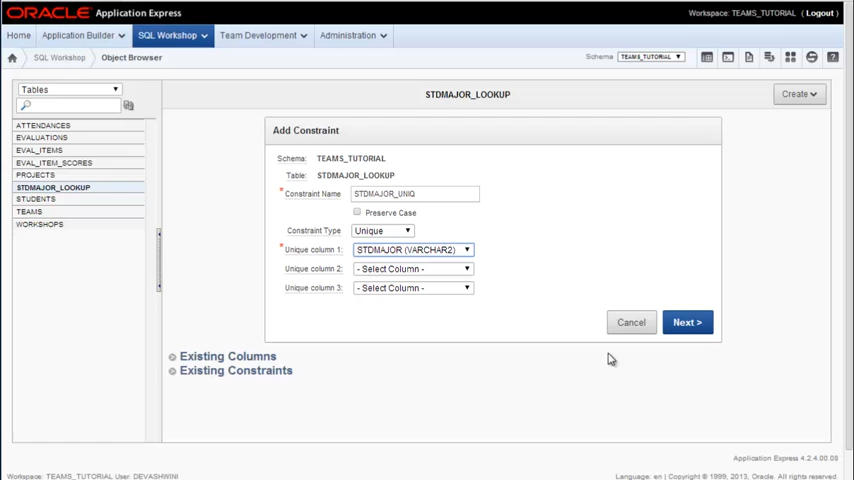 ORACLE Application Express
Workspace: TEAMS_TUTORIAL (Logout)
Home Application Builder SQL Workshop Team Development Administration
SQL Workshop Object Browser Schema TEAMS_TUTORIAL
Tables
STDMAJOR_LOOKUP
Create
ATTENDANCES
EVALUATIONS
EVAL_ITEMS
EVAL_ITEM_SCORES
PROJECTS
STDMAJOR_LOOKUP
STUDENTS
TEAMS
WORKSHOPS
Add Constraint
Schema: TEAMS_TUTORIAL
Table: STDMAJOR_LOOKUP
* Constraint Name STDMAJOR_UNIQ
Preserve Case
Constraint Type Unique
* Unique column 1: STDMAJOR (VARCHAR2)
Unique column 2: - Select Column -
Unique column 3: - Select Column -
Cancel Next >
Existing Columns
Existing Constraints
Application Express 4.2.4.00.08
Workspace: TEAMS_TUTORIAL User: DEVASHWINI
Language: en | Copyright © 1999, 2013, Oracle. All rights reserved.